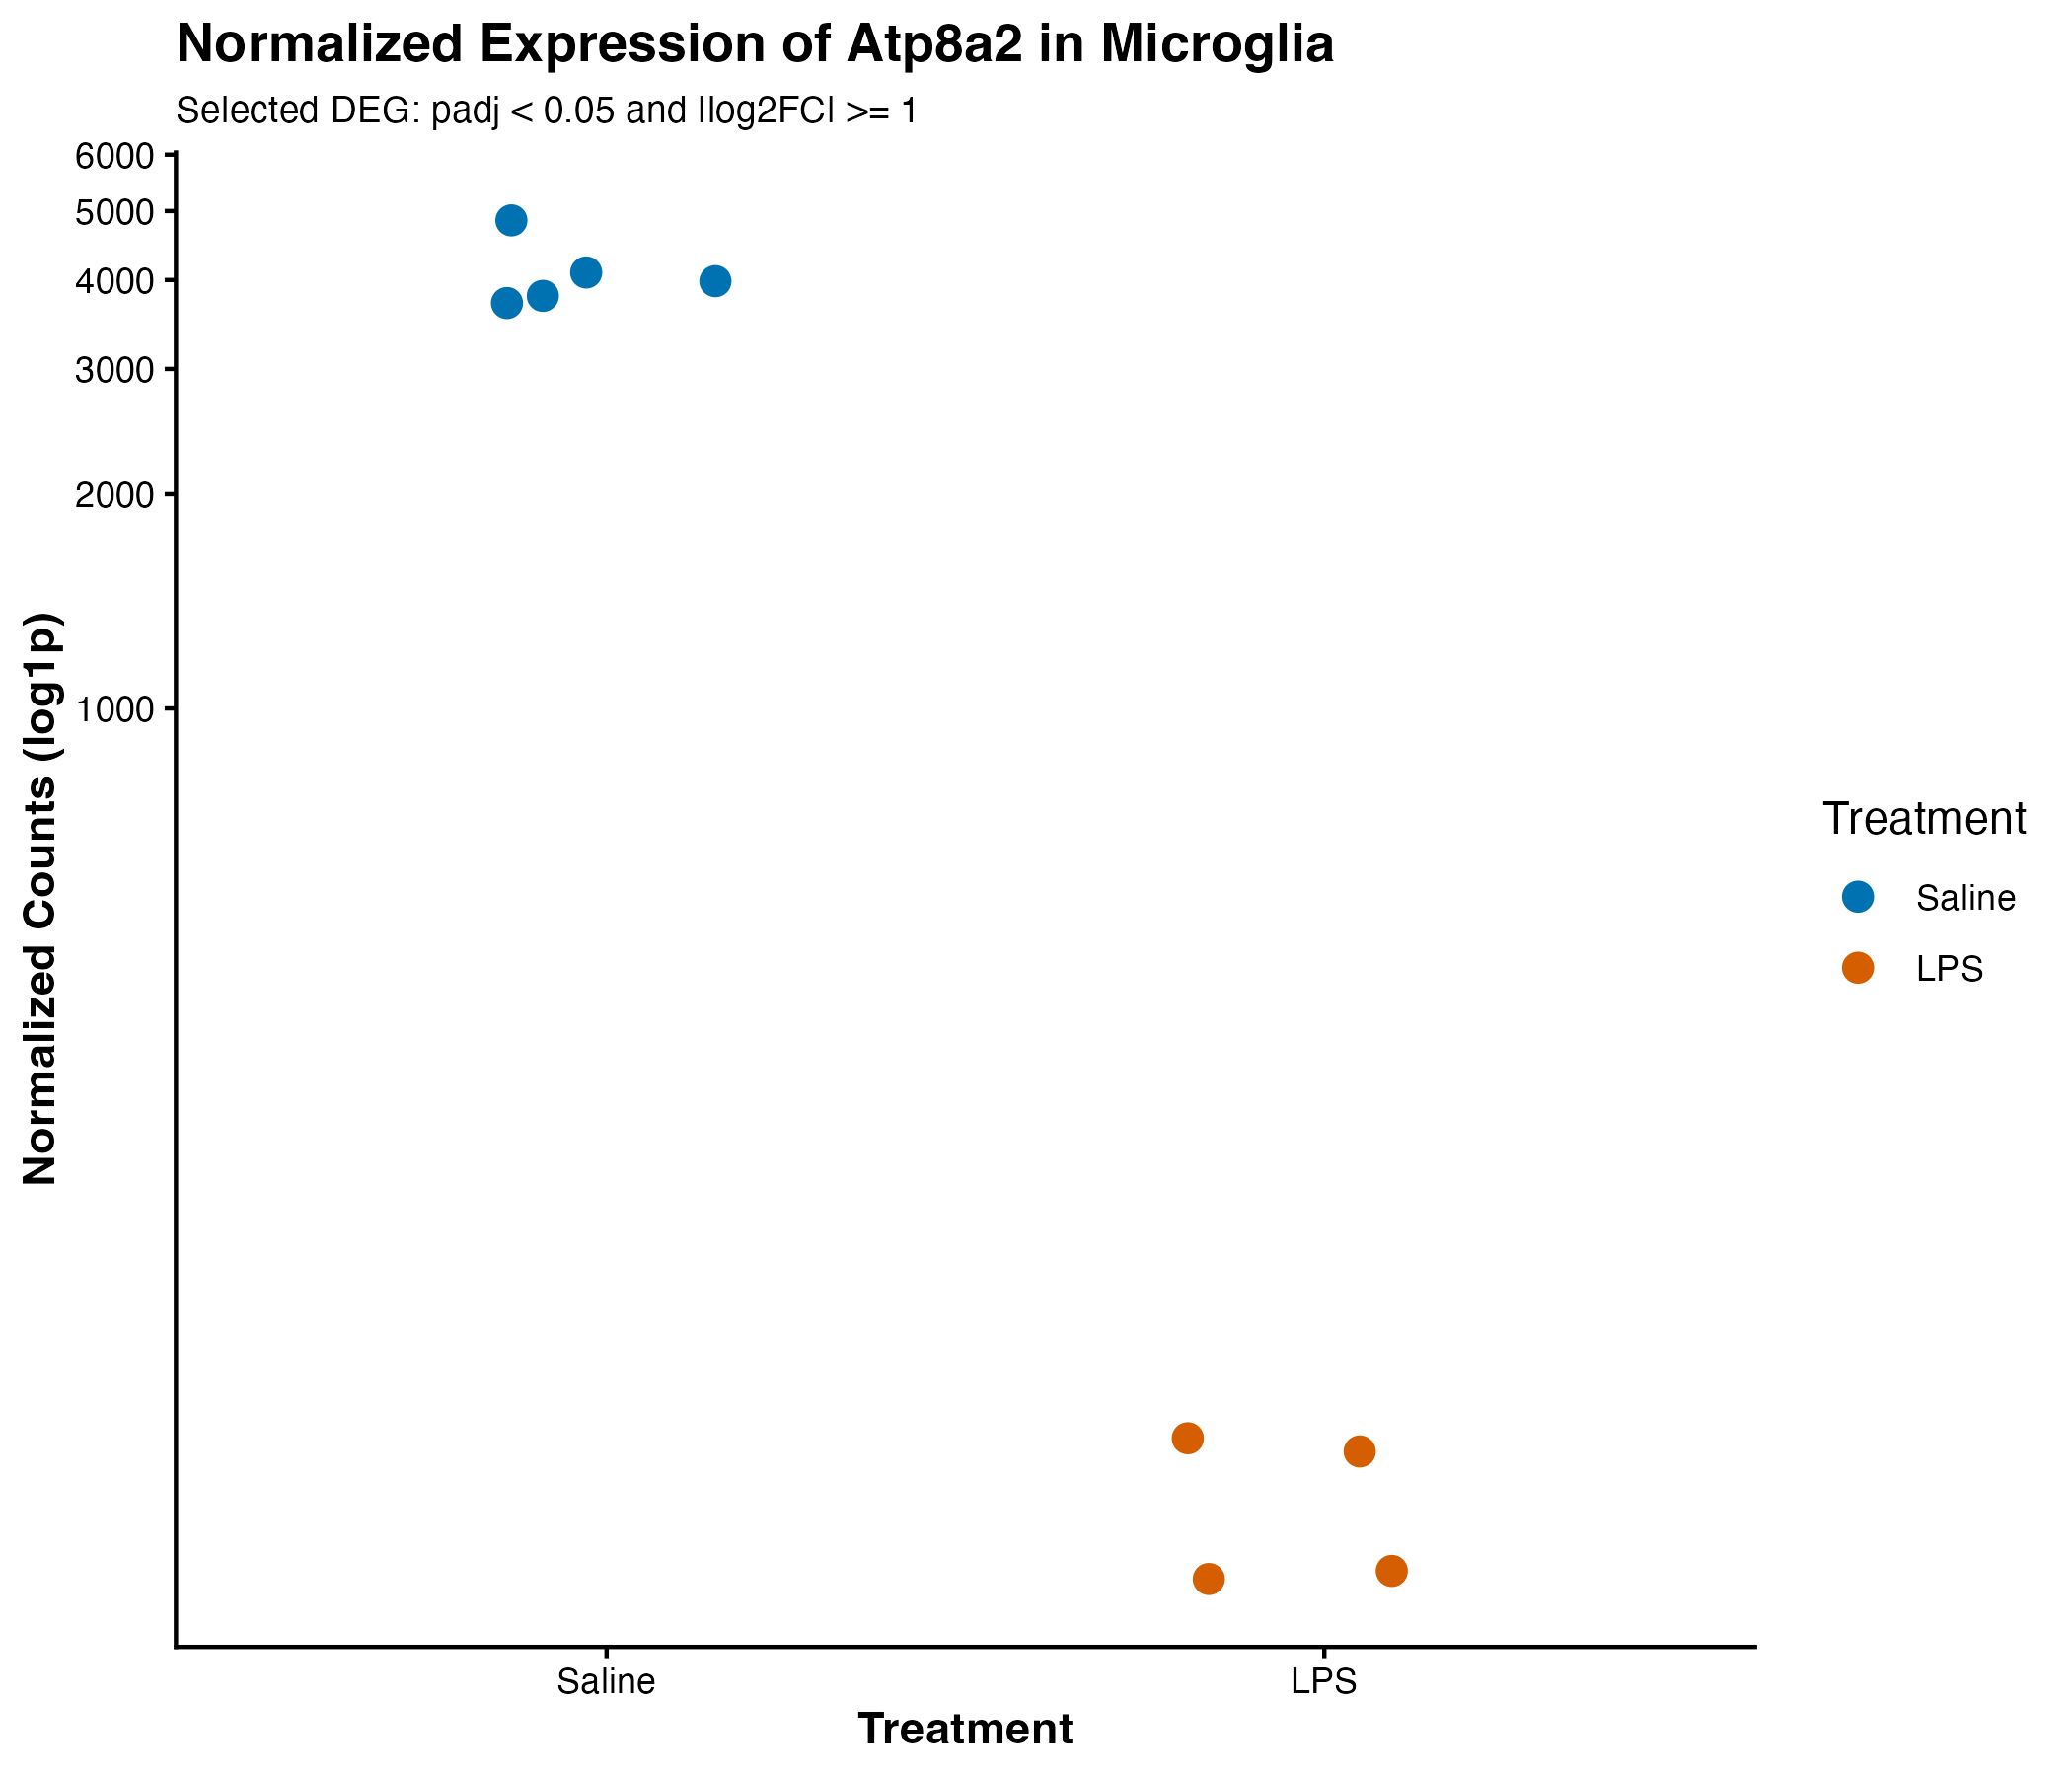 Normalized Expression of Atp8a2 in Microglia
Selected DEG: padj < 0.05 and |log2FC| >= 1
6000
5000
4000
3000
2000
1000
Normalized Counts (log1p)
Saline
LPS
Treatment
Treatment
Saline
LPS